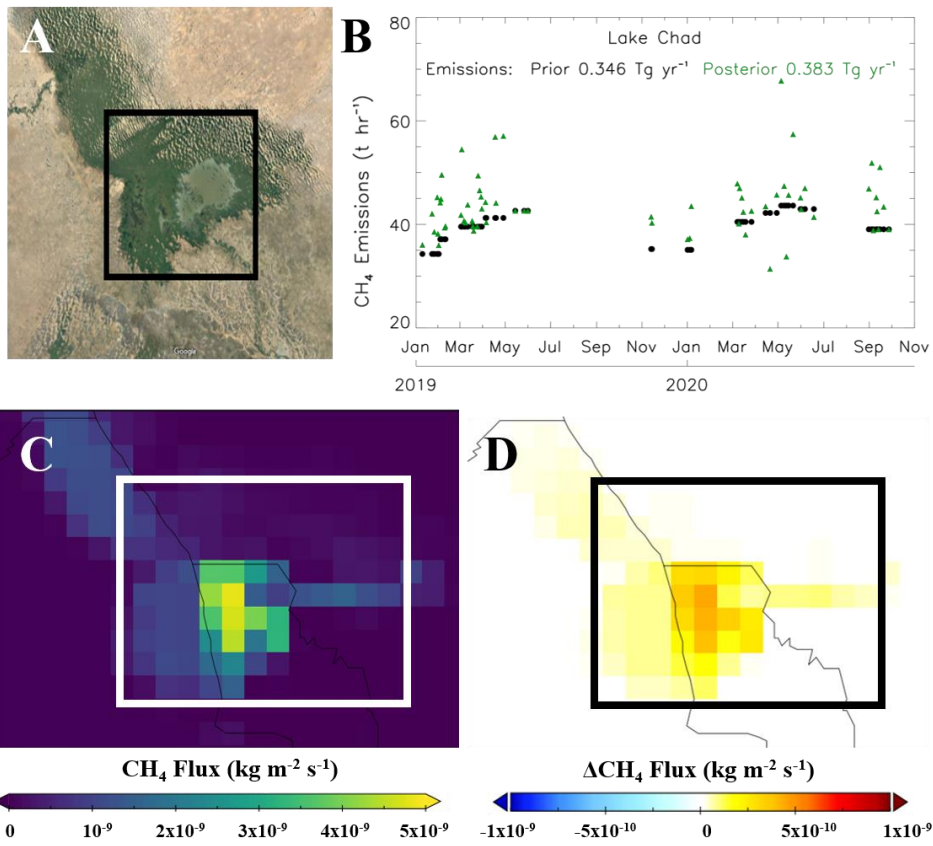 A
Google
B
Lake Chad
Emissions: Prior 0.346 Tg yr⁻¹ Posterior 0.383 Tg yr⁻¹
CH₄ Emissions (t hr⁻¹)
80
60
40
20
Jan Mar May Jul Sep Nov Jan Mar May Jul Sep Nov
2019 2020
C
D
CH₄ Flux (kg m⁻² s⁻¹)
0 10⁻⁹ 2x10⁻⁹ 3x10⁻⁹ 4x10⁻⁹ 5x10⁻⁹
ΔCH₄ Flux (kg m⁻² s⁻¹)
-1x10⁻⁹ -5x10⁻¹⁰ 0 5x10⁻¹⁰ 1x10⁻⁹